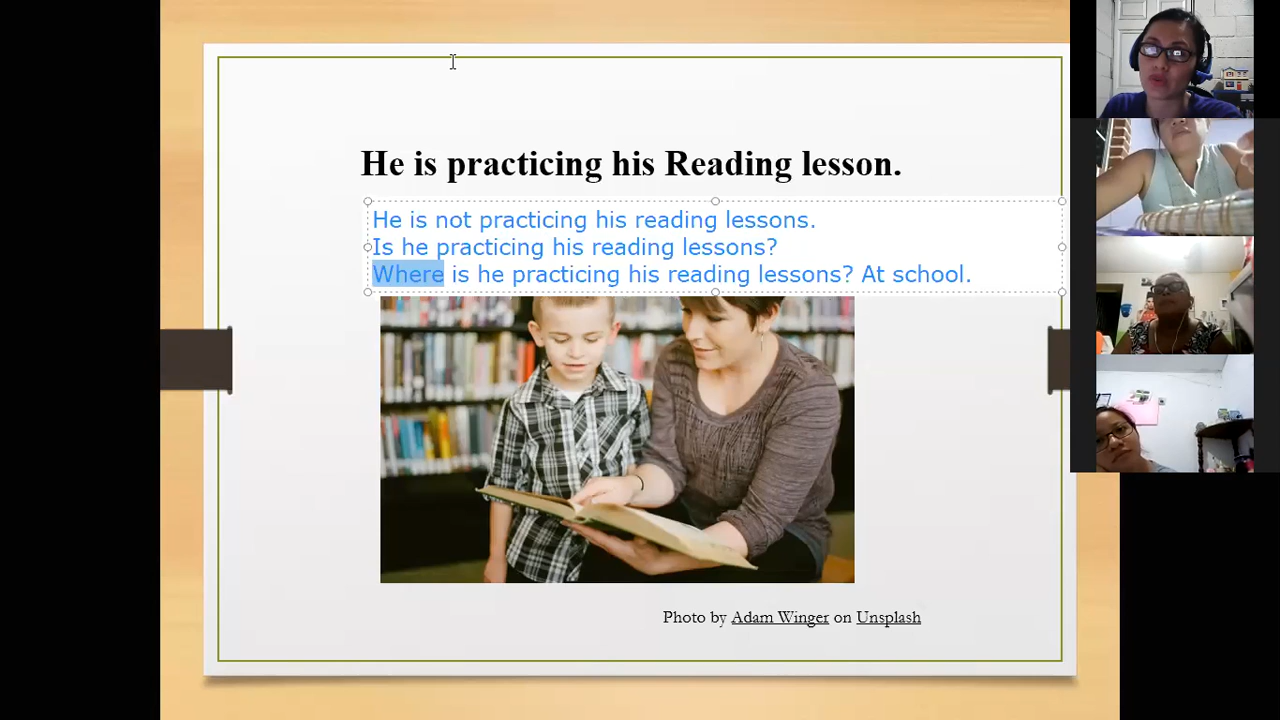 He is practicing his Reading lesson.
He is not practicing his reading lessons.
Is he practicing his reading lessons?
Where is he practicing his reading lessons? At school.
Photo by Adam Winger on Unsplash